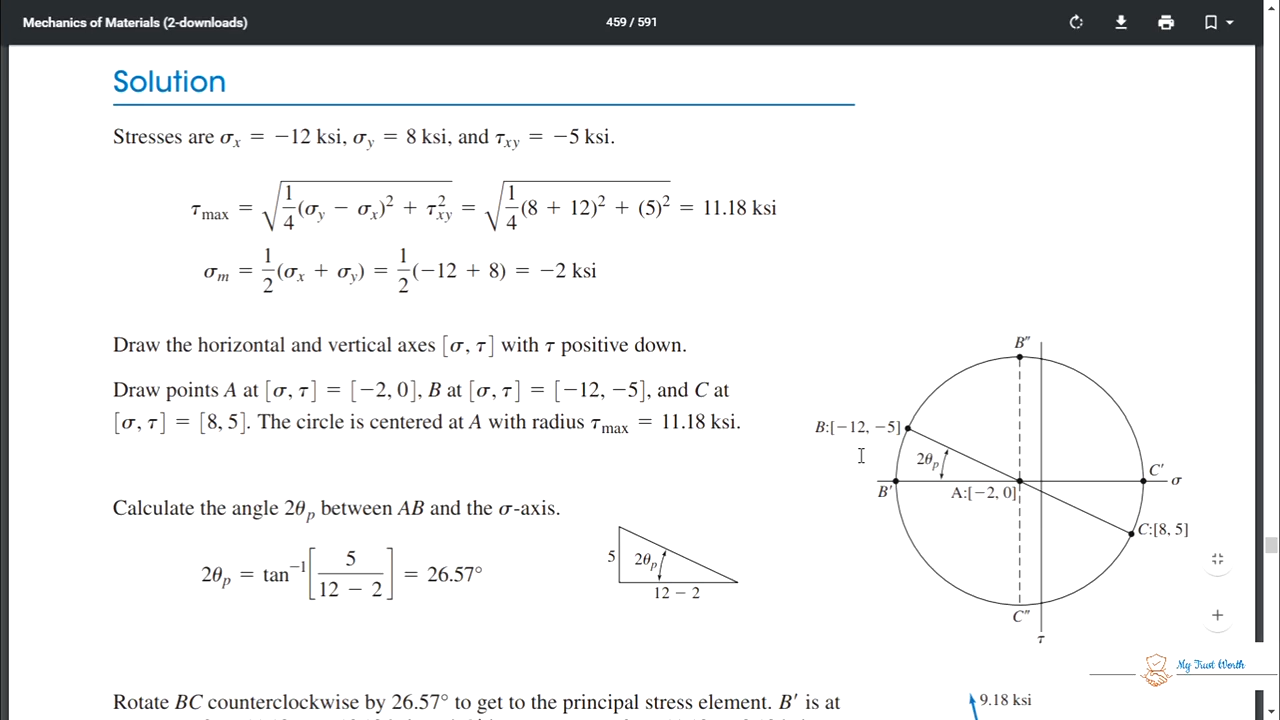 Mechanics of Materials (2-downloads)
459 / 591
Solution
Stresses are σx = −12 ksi, σy = 8 ksi, and τxy = −5 ksi.
τmax = √(1/4(σy − σx)² + τ²xy) = √(1/4(8 + 12)² + (5)²) = 11.18 ksi
σm = 1/2(σx + σy) = 1/2(−12 + 8) = −2 ksi
Draw the horizontal and vertical axes [σ, τ] with τ positive down.
Draw points A at [σ, τ] = [−2, 0], B at [σ, τ] = [−12, −5], and C at
[σ, τ] = [8, 5]. The circle is centered at A with radius τmax = 11.18 ksi.
B″
B:[−12, −5]
2θp
C′
σ
B′
A:[−2, 0]
C:[8, 5]
C″
τ
Calculate the angle 2θp between AB and the σ-axis.
2θp = tan⁻¹[5/(12 − 2)] = 26.57°
5
2θp
12 − 2
My Trust Worth
Rotate BC counterclockwise by 26.57° to get to the principal stress element. B′ is at
9.18 ksi